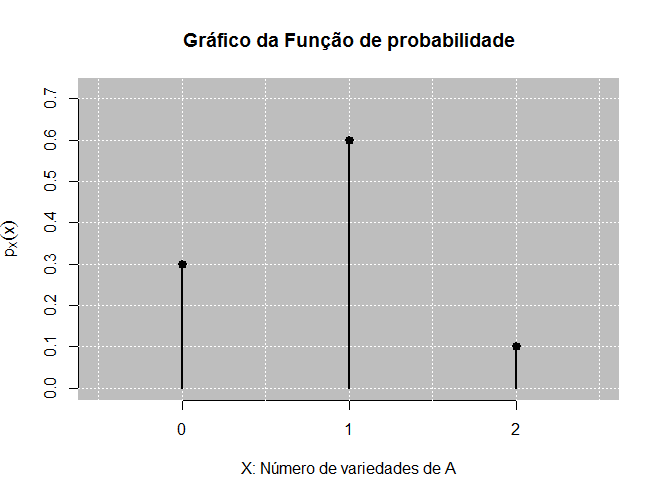 Gráfico da Função de probabilidade
0.7
0.6
0.5
0.4
0.3
0.2
0.1
0.0
pX(x)
0 1 2
X: Número de variedades de A